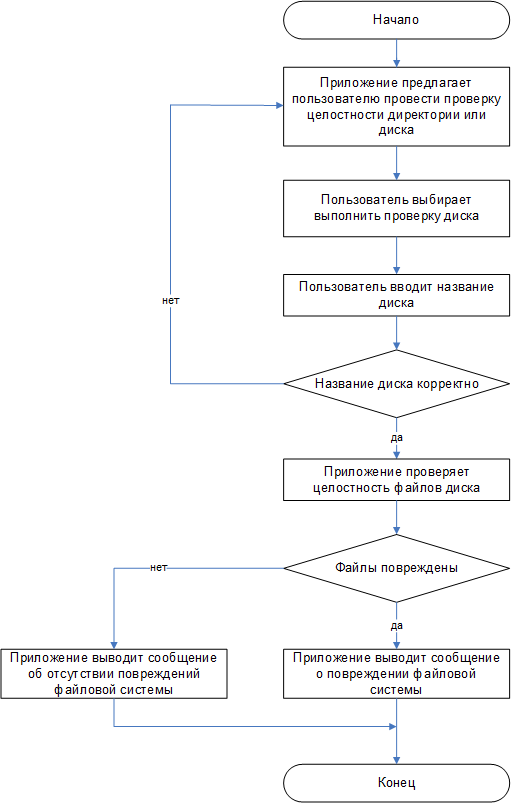 Начало
Приложение предлагает
пользователю провести проверку
целостности директории или
диска
Пользователь выбирает
выполнить проверку диска
Пользователь вводит название
диска
нет
Название диска корректно
да
Приложение проверяет
целостность файлов диска
Файлы повреждены
нет
да
Приложение выводит сообщение
об отсутствии повреждений
файловой системы
Приложение выводит сообщение
о повреждении файловой
системы
Конец